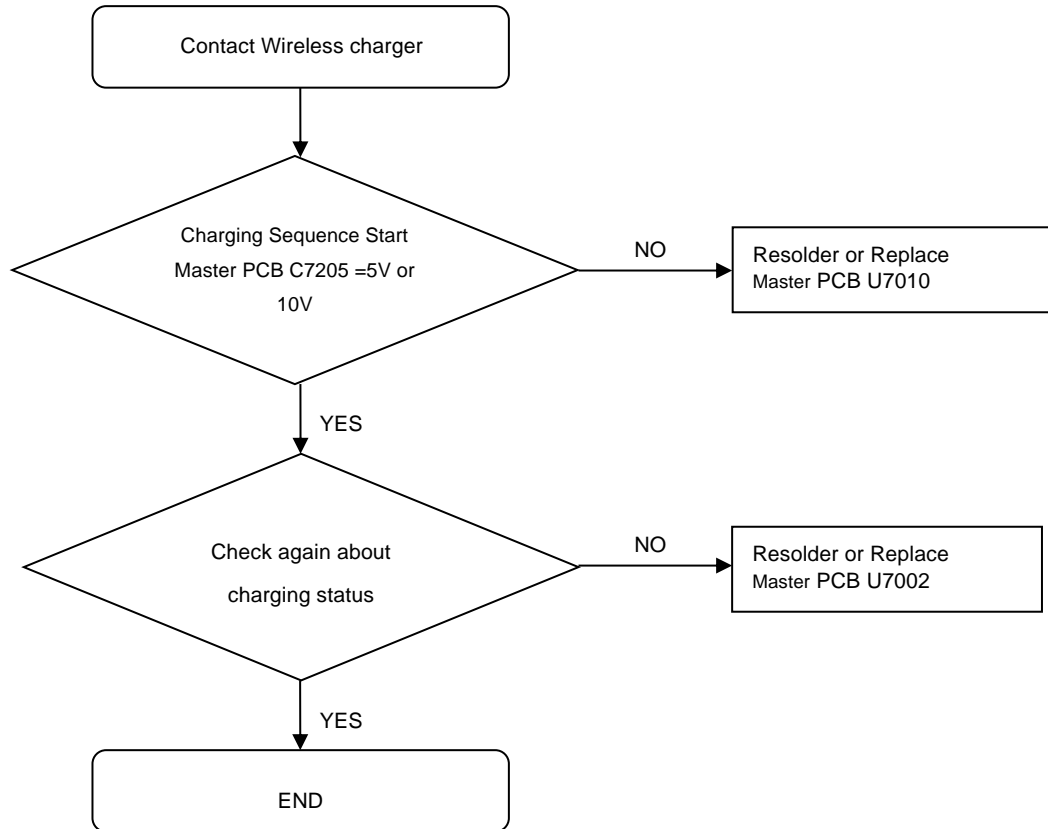 Contact Wireless charger
Charging Sequence Start
Master PCB C7205 =5V or
10V
NO
Resolder or Replace
Master PCB U7010
YES
Check again about
charging status
NO
Resolder or Replace
Master PCB U7002
YES
END